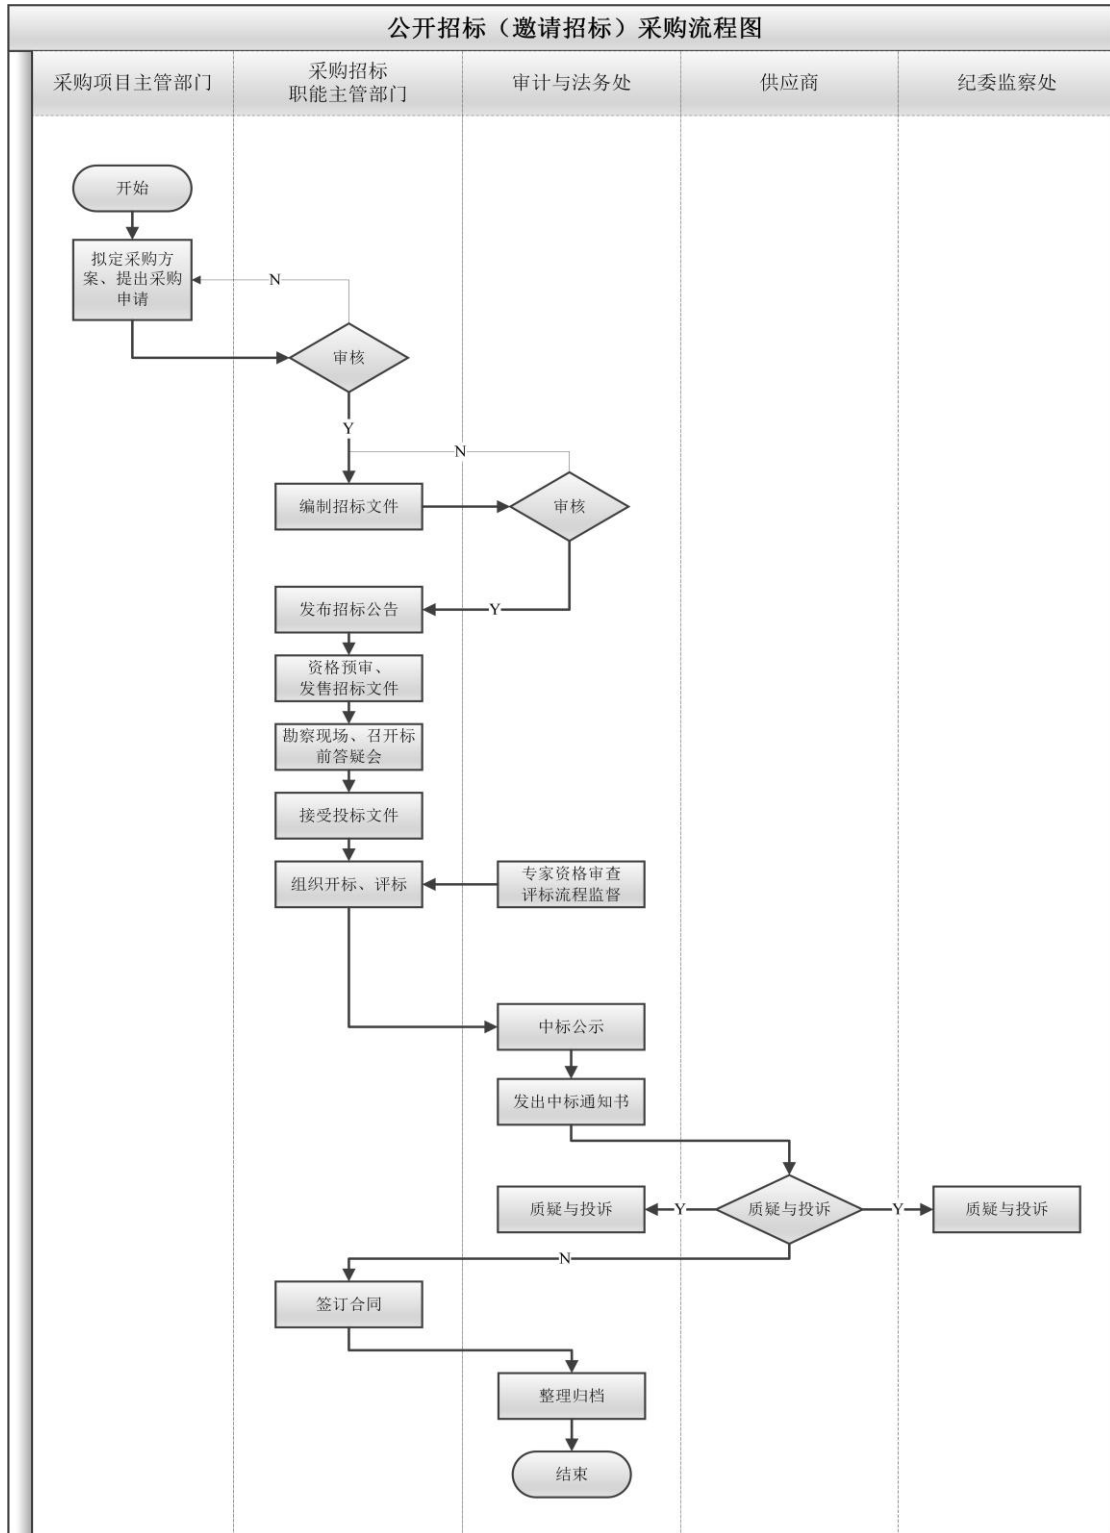 公开招标（邀请招标）采购流程图
采购项目主管部门
采购招标
职能主管部门
审计与法务处
供应商
纪委监察处
开始
拟定采购方
案、提出采购
申请
N
审核
Y
N
编制招标文件
审核
发布招标公告
Y
资格预审、
发售招标文件
勘察现场、召开标
前答疑会
接受投标文件
组织开标、评标
专家资格审查
评标流程监督
中标公示
发出中标通知书
质疑与投诉
Y
质疑与投诉
Y
质疑与投诉
N
签订合同
整理归档
结束